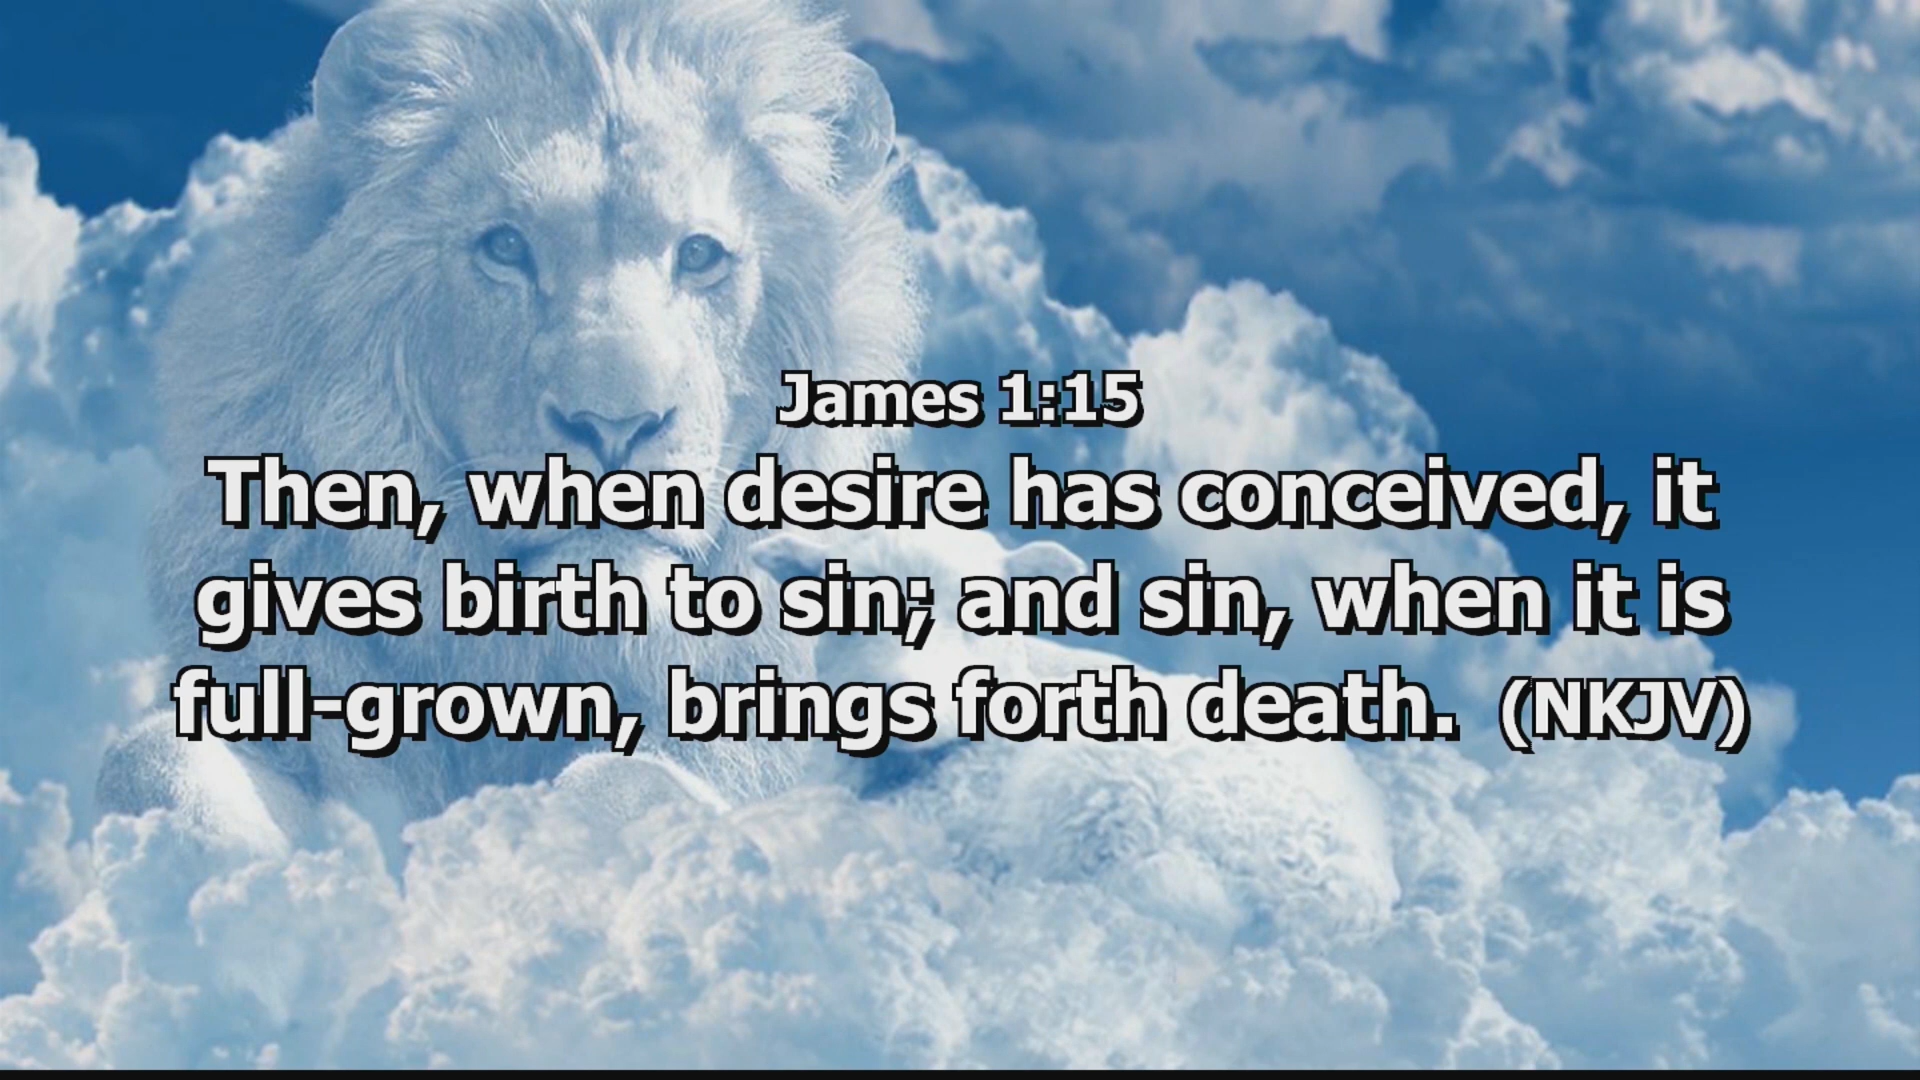 James 1:15
Then, when desire has conceived, it
gives birth to sin; and sin, when it is
full-grown, brings forth death. (NKJV)